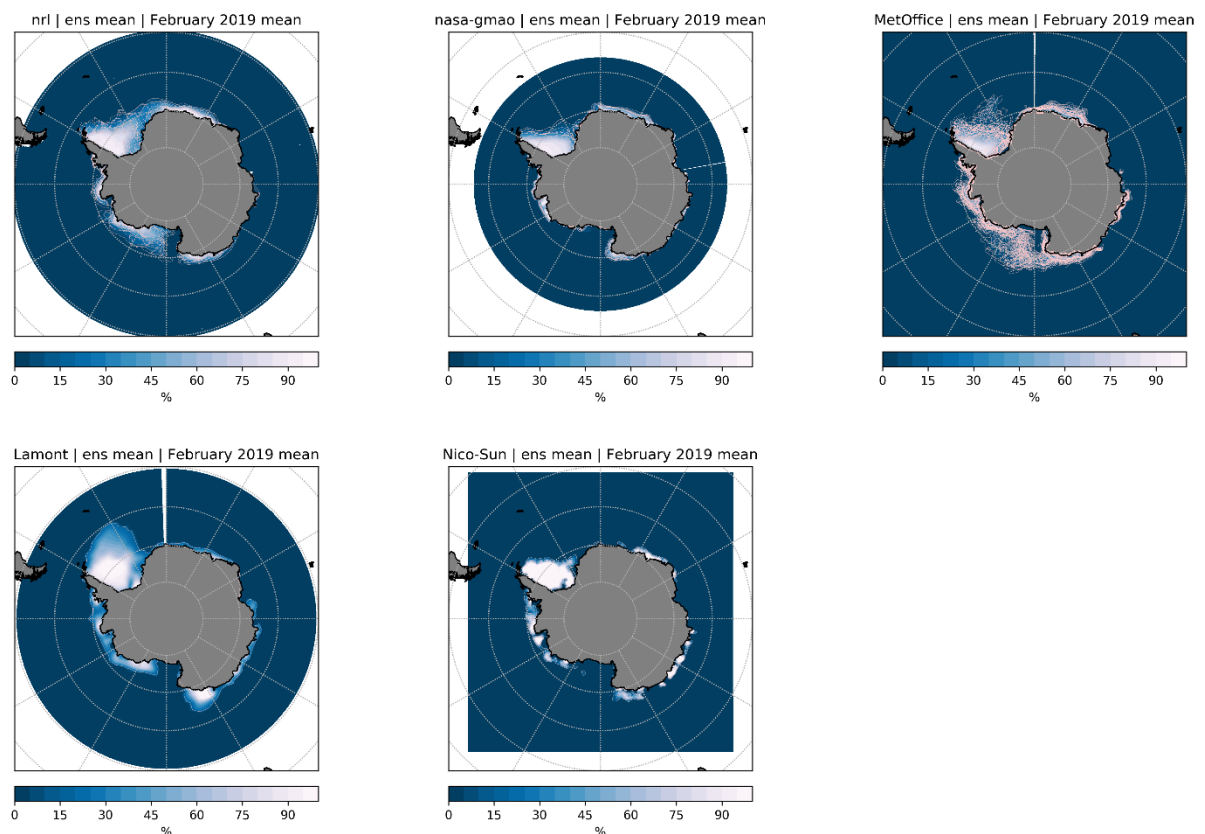 nrl | ens mean | February 2019 mean
nasa-gmao | ens mean | February 2019 mean
MetOffice | ens mean | February 2019 mean
0 15 30 45 60 75 90
%
0 15 30 45 60 75 90
%
0 15 30 45 60 75 90
%
Lamont | ens mean | February 2019 mean
Nico-Sun | ens mean | February 2019 mean
0 15 30 45 60 75 90
%
0 15 30 45 60 75 90
%